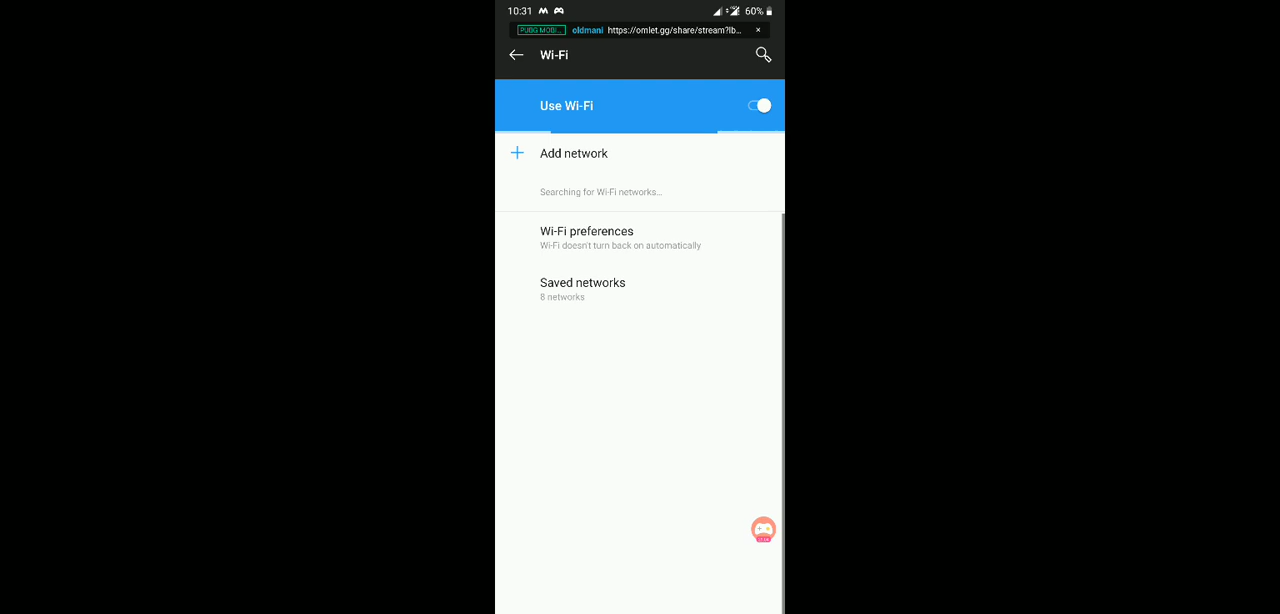 10:31 60%
PUBG MOBI... oldmani https://omlet.gg/share/stream?lb...
Wi-Fi
Use Wi-Fi
Add network
Searching for Wi-Fi networks...
Wi-Fi preferences
Wi-Fi doesn't turn back on automatically
Saved networks
8 networks